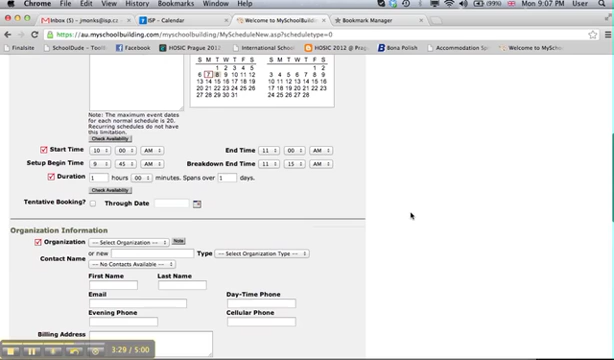 Chrome File Edit View History Bookmarks Window Help Mon 9:07 PM User
Inbox (1) - jmonks@isp.cz ISP - Calendar Welcome to MySchoolBuildin Bookmark Manager
au.myschoolbuilding.com/myschoolbuilding/MyScheduleNew.asp?scheduletype=0
Finalsite SchoolDude - Tooth Facebook HOSIC Prague International School HOSIC 2012 @ Prag Bona Polish Accommodation Spl Welcome to MySch
S M T W T F S S M T W T F S
1 2 3 4 5 1 2
6 7 8 9 10 11 12 3 4 5 6 7 8 9
13 14 15 16 17 18 19 10 11 12 13 14 15 16
20 21 22 23 24 25 26 17 18 19 20 21 22 23
27 28 29 30 31 24 25 26 27 28 29 30
Note: The maximum event dates
for each normal schedule is 20.
Recurring schedules do not have
this limitation.
Check Availability
Start Time 10 00 AM End Time 11 00 AM
Setup Begin Time 9 45 AM Breakdown End Time 11 15 AM
Duration 1 hours 00 minutes. Spans over 1 days.
Check Availability
Tentative Booking? Through Date
Organization Information
Organization --- Select Organization --- Note
or new Type --- Select Organization Type ---
Contact Name --- No Contacts Available ---
First Name Last Name
Email Day-Time Phone
Evening Phone Cellular Phone
Billing Address
3:29 / 5:00